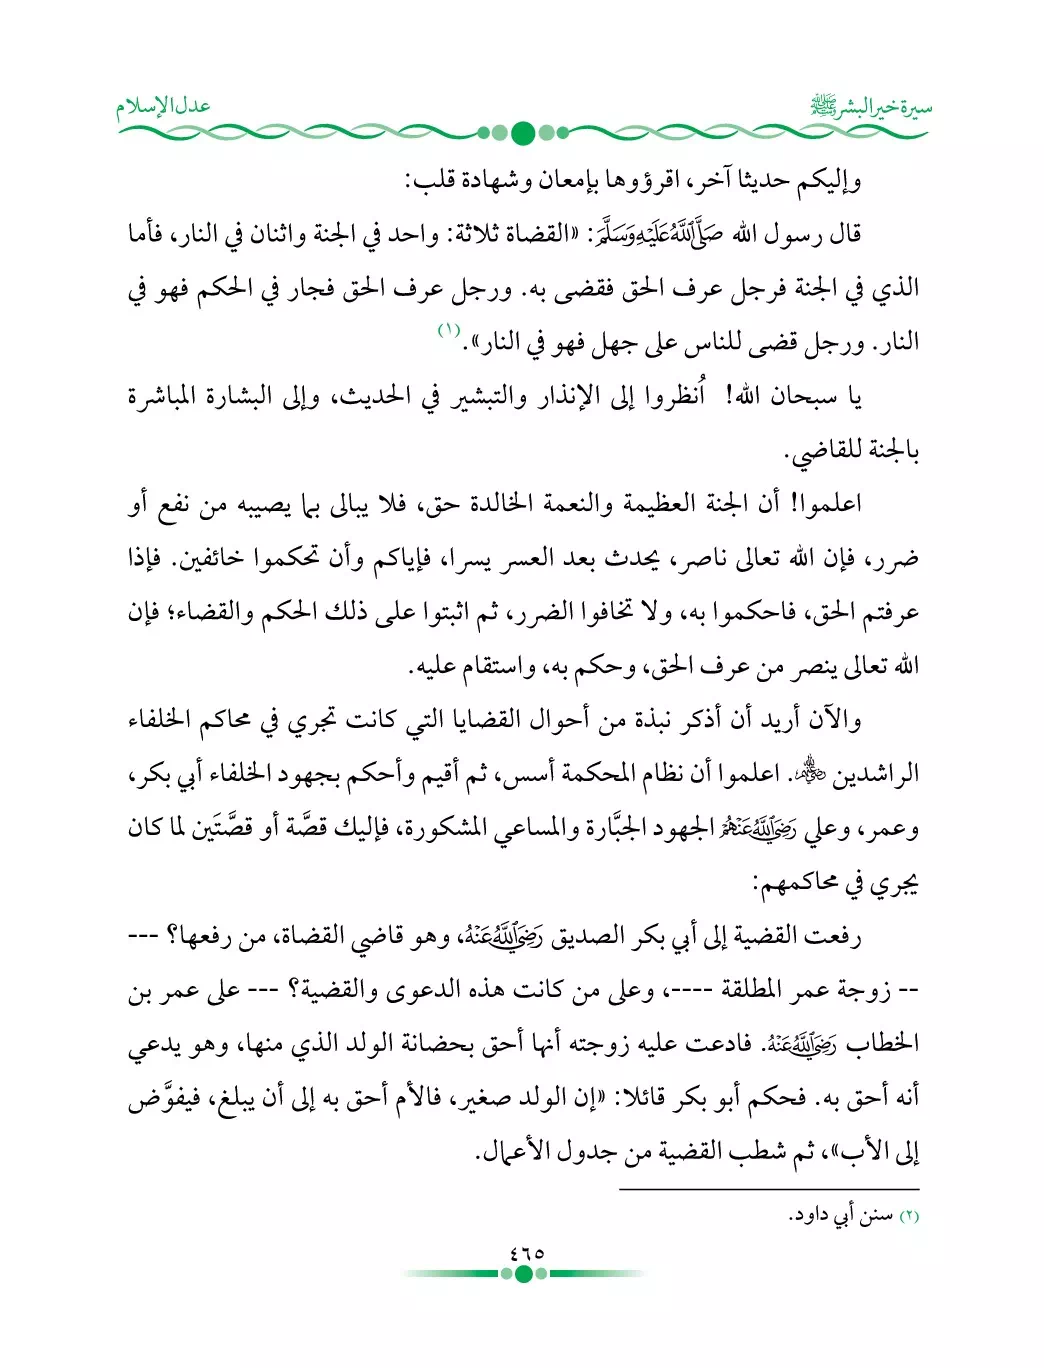 سيرة خير البشر ﷺ
عدل الإسلام
وإليكم حديثا آخر، اقرؤوها بإمعان وشهادة قلب:
قال رسول الله صَلَّى اللَّهُ عَلَيْهِ وَسَلَّمَ: «القضاة ثلاثة: واحد في الجنة واثنان في النار، فأما
الذي في الجنة فرجل عرف الحق فقضى به. ورجل عرف الحق فجار في الحكم فهو في
النار. ورجل قضى للناس على جهل فهو في النار».(١)
يا سبحان الله! اُنظروا إلى الإنذار والتبشير في الحديث، وإلى البشارة المباشرة
بالجنة للقاضي.
اعلموا! أن الجنة العظيمة والنعمة الخالدة حق، فلا يبالى بما يصيبه من نفع أو
ضرر، فإن الله تعالى ناصر، يحدث بعد العسر يسرا، فإياكم وأن تحكموا خائفين. فإذا
عرفتم الحق، فاحكموا به، ولا تخافوا الضرر، ثم اثبتوا على ذلك الحكم والقضاء؛ فإن
الله تعالى ينصر من عرف الحق، وحكم به، واستقام عليه.
والآن أريد أن أذكر نبذة من أحوال القضايا التي كانت تجري في محاكم الخلفاء
الراشدين ﷺ. اعلموا أن نظام المحكمة أسس، ثم أقيم وأحكم بجهود الخلفاء أبي بكر،
وعمر، وعلي رَضِيَ اللَّهُ عَنْهُمْ الجهود الجبَّارة والمساعي المشكورة، فإليك قصَّة أو قصَّتَين لما كان
يجري في محاكمهم:
رفعت القضية إلى أبي بكر الصديق رَضِيَ اللَّهُ عَنْهُ، وهو قاضي القضاة، من رفعها؟ ---
-- زوجة عمر المطلقة ----، وعلى من كانت هذه الدعوى والقضية؟ --- على عمر بن
الخطاب رَضِيَ اللَّهُ عَنْهُ. فادعت عليه زوجته أنها أحق بحضانة الولد الذي منها، وهو يدعي
أنه أحق به. فحكم أبو بكر قائلا: «إن الولد صغير، فالأم أحق به إلى أن يبلغ، فيفوَّض
إلى الأب»، ثم شطب القضية من جدول الأعمال.
(٢) سنن أبي داود.
٤٦٥